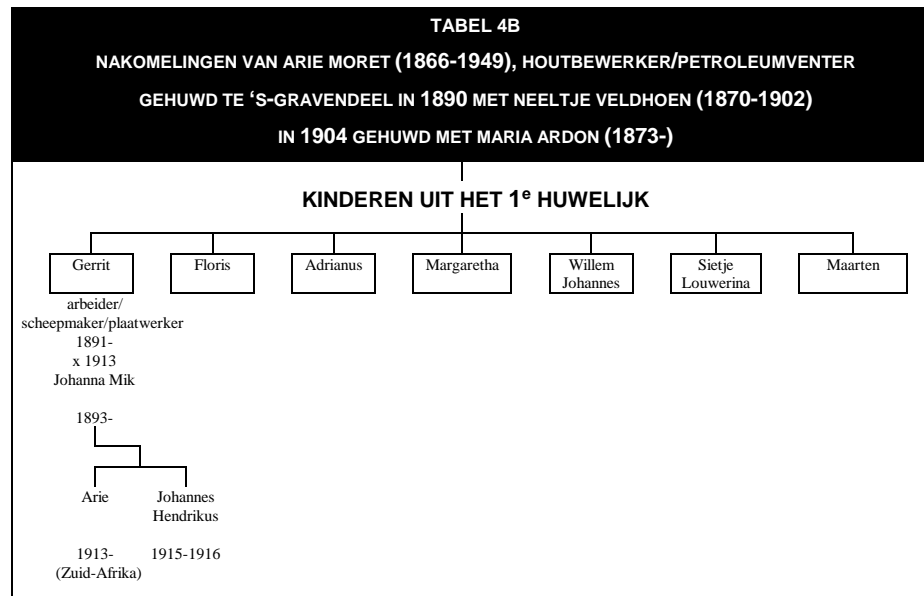 TABEL 4B
NAKOMELINGEN VAN ARIE MORET (1866-1949), HOUTBEWERKER/PETROLEUMVENTER
GEHUWD TE ‘S-GRAVENDEEL IN 1890 MET NEELTJE VELDHOEN (1870-1902)
IN 1904 GEHUWD MET MARIA ARDON (1873-)
KINDEREN UIT HET 1e HUWELIJK
Gerrit
Floris
Adrianus
Margaretha
Willem
Johannes
Sietje
Louwerina
Maarten
arbeider/
scheepmaker/plaatwerker
1891-
x 1913
Johanna Mik
1893-
Arie
Johannes
Hendrikus
1913-
(Zuid-Afrika)
1915-1916